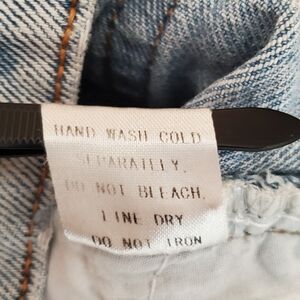 HAND WASH COLD
SEPARATELY.
DO NOT BLEACH.
LINE DRY
DO NOT IRON